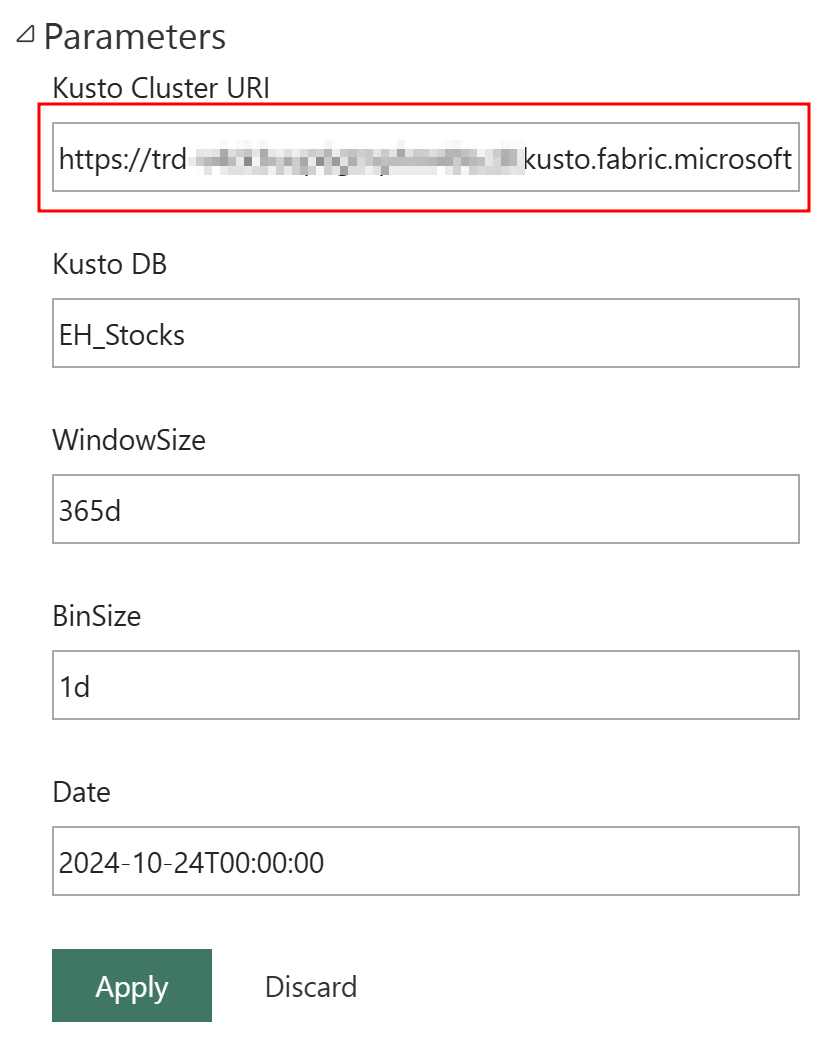 Parameters
Kusto Cluster URI
https://trd kusto.fabric.microsoft
Kusto DB
EH_Stocks
WindowSize
365d
BinSize
1d
Date
2024-10-24T00:00:00
Apply Discard